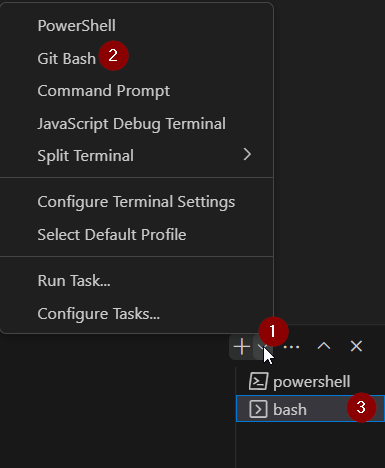 PowerShell
Git Bash 2
Command Prompt
JavaScript Debug Terminal
Split Terminal
Configure Terminal Settings
Select Default Profile
Run Task...
Configure Tasks...
1
powershell
bash 3